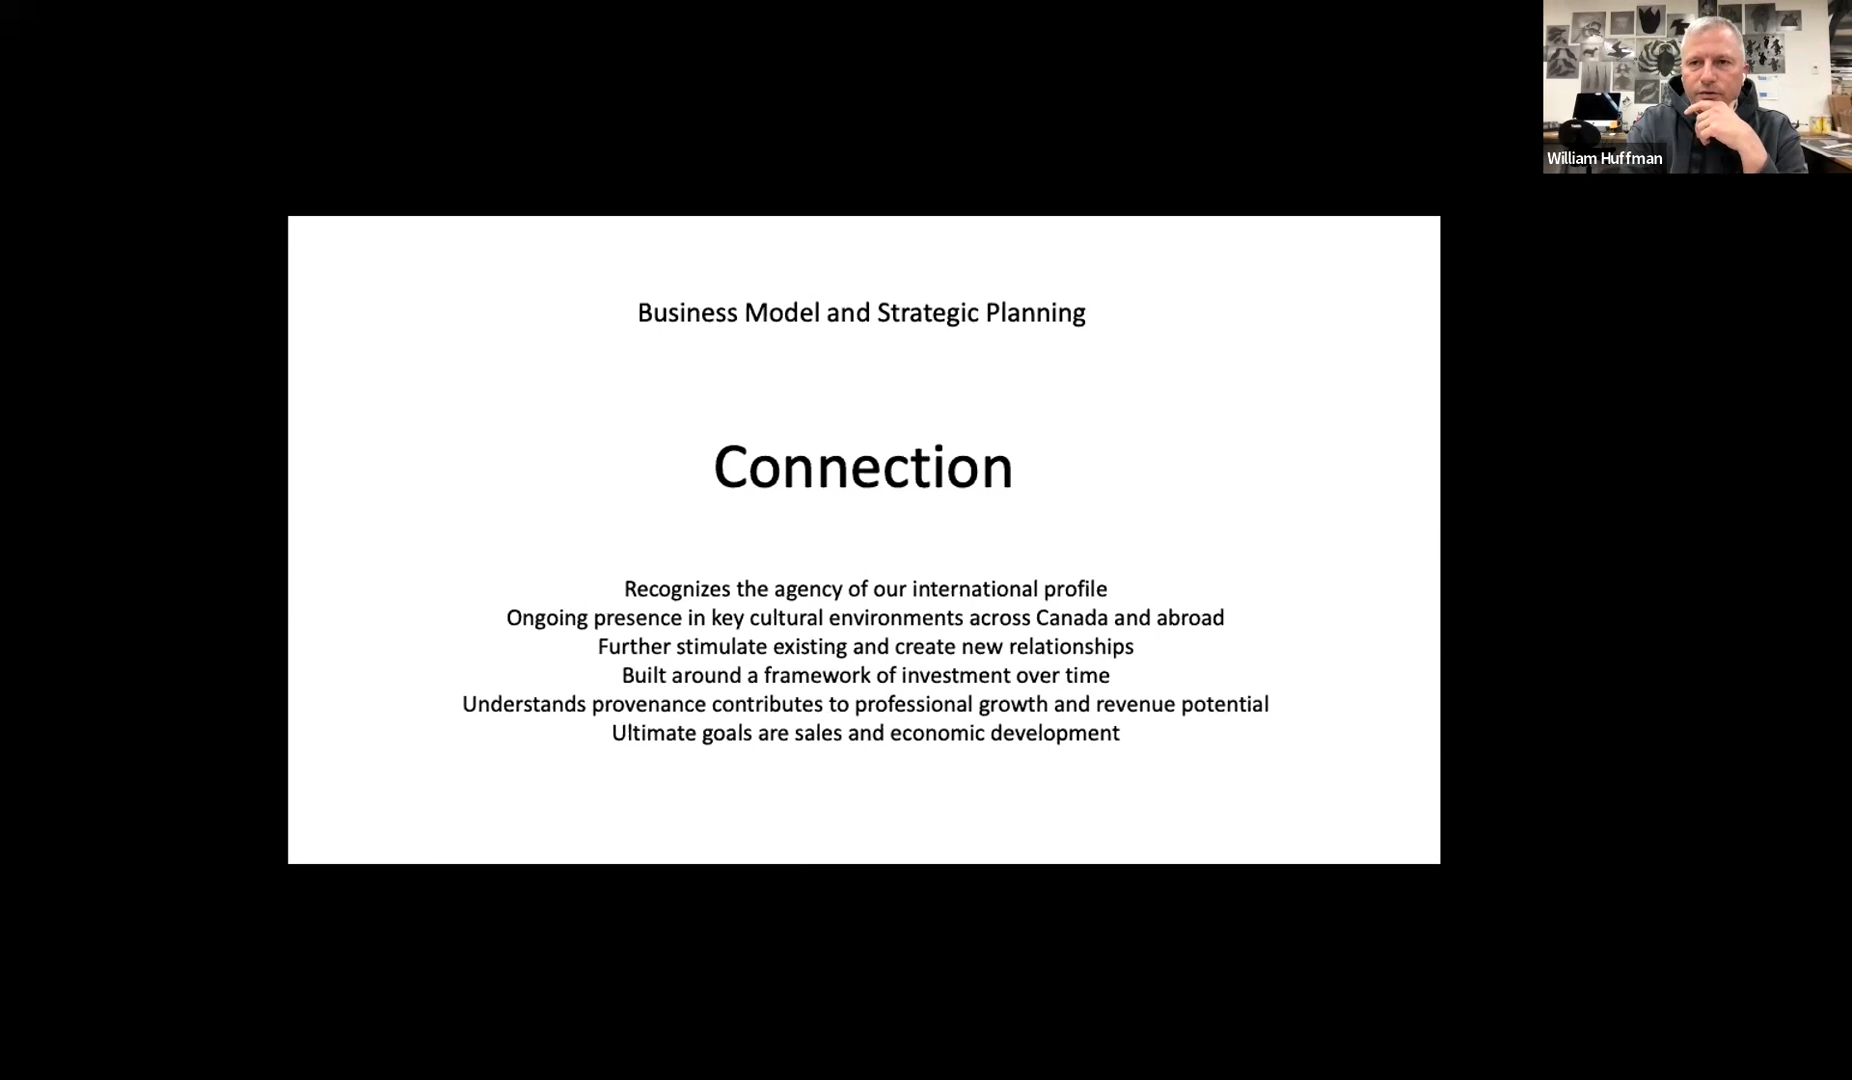 William Huffman
Business Model and Strategic Planning
Connection
Recognizes the agency of our international profile
Ongoing presence in key cultural environments across Canada and abroad
Further stimulate existing and create new relationships
Built around a framework of investment over time
Understands provenance contributes to professional growth and revenue potential
Ultimate goals are sales and economic development